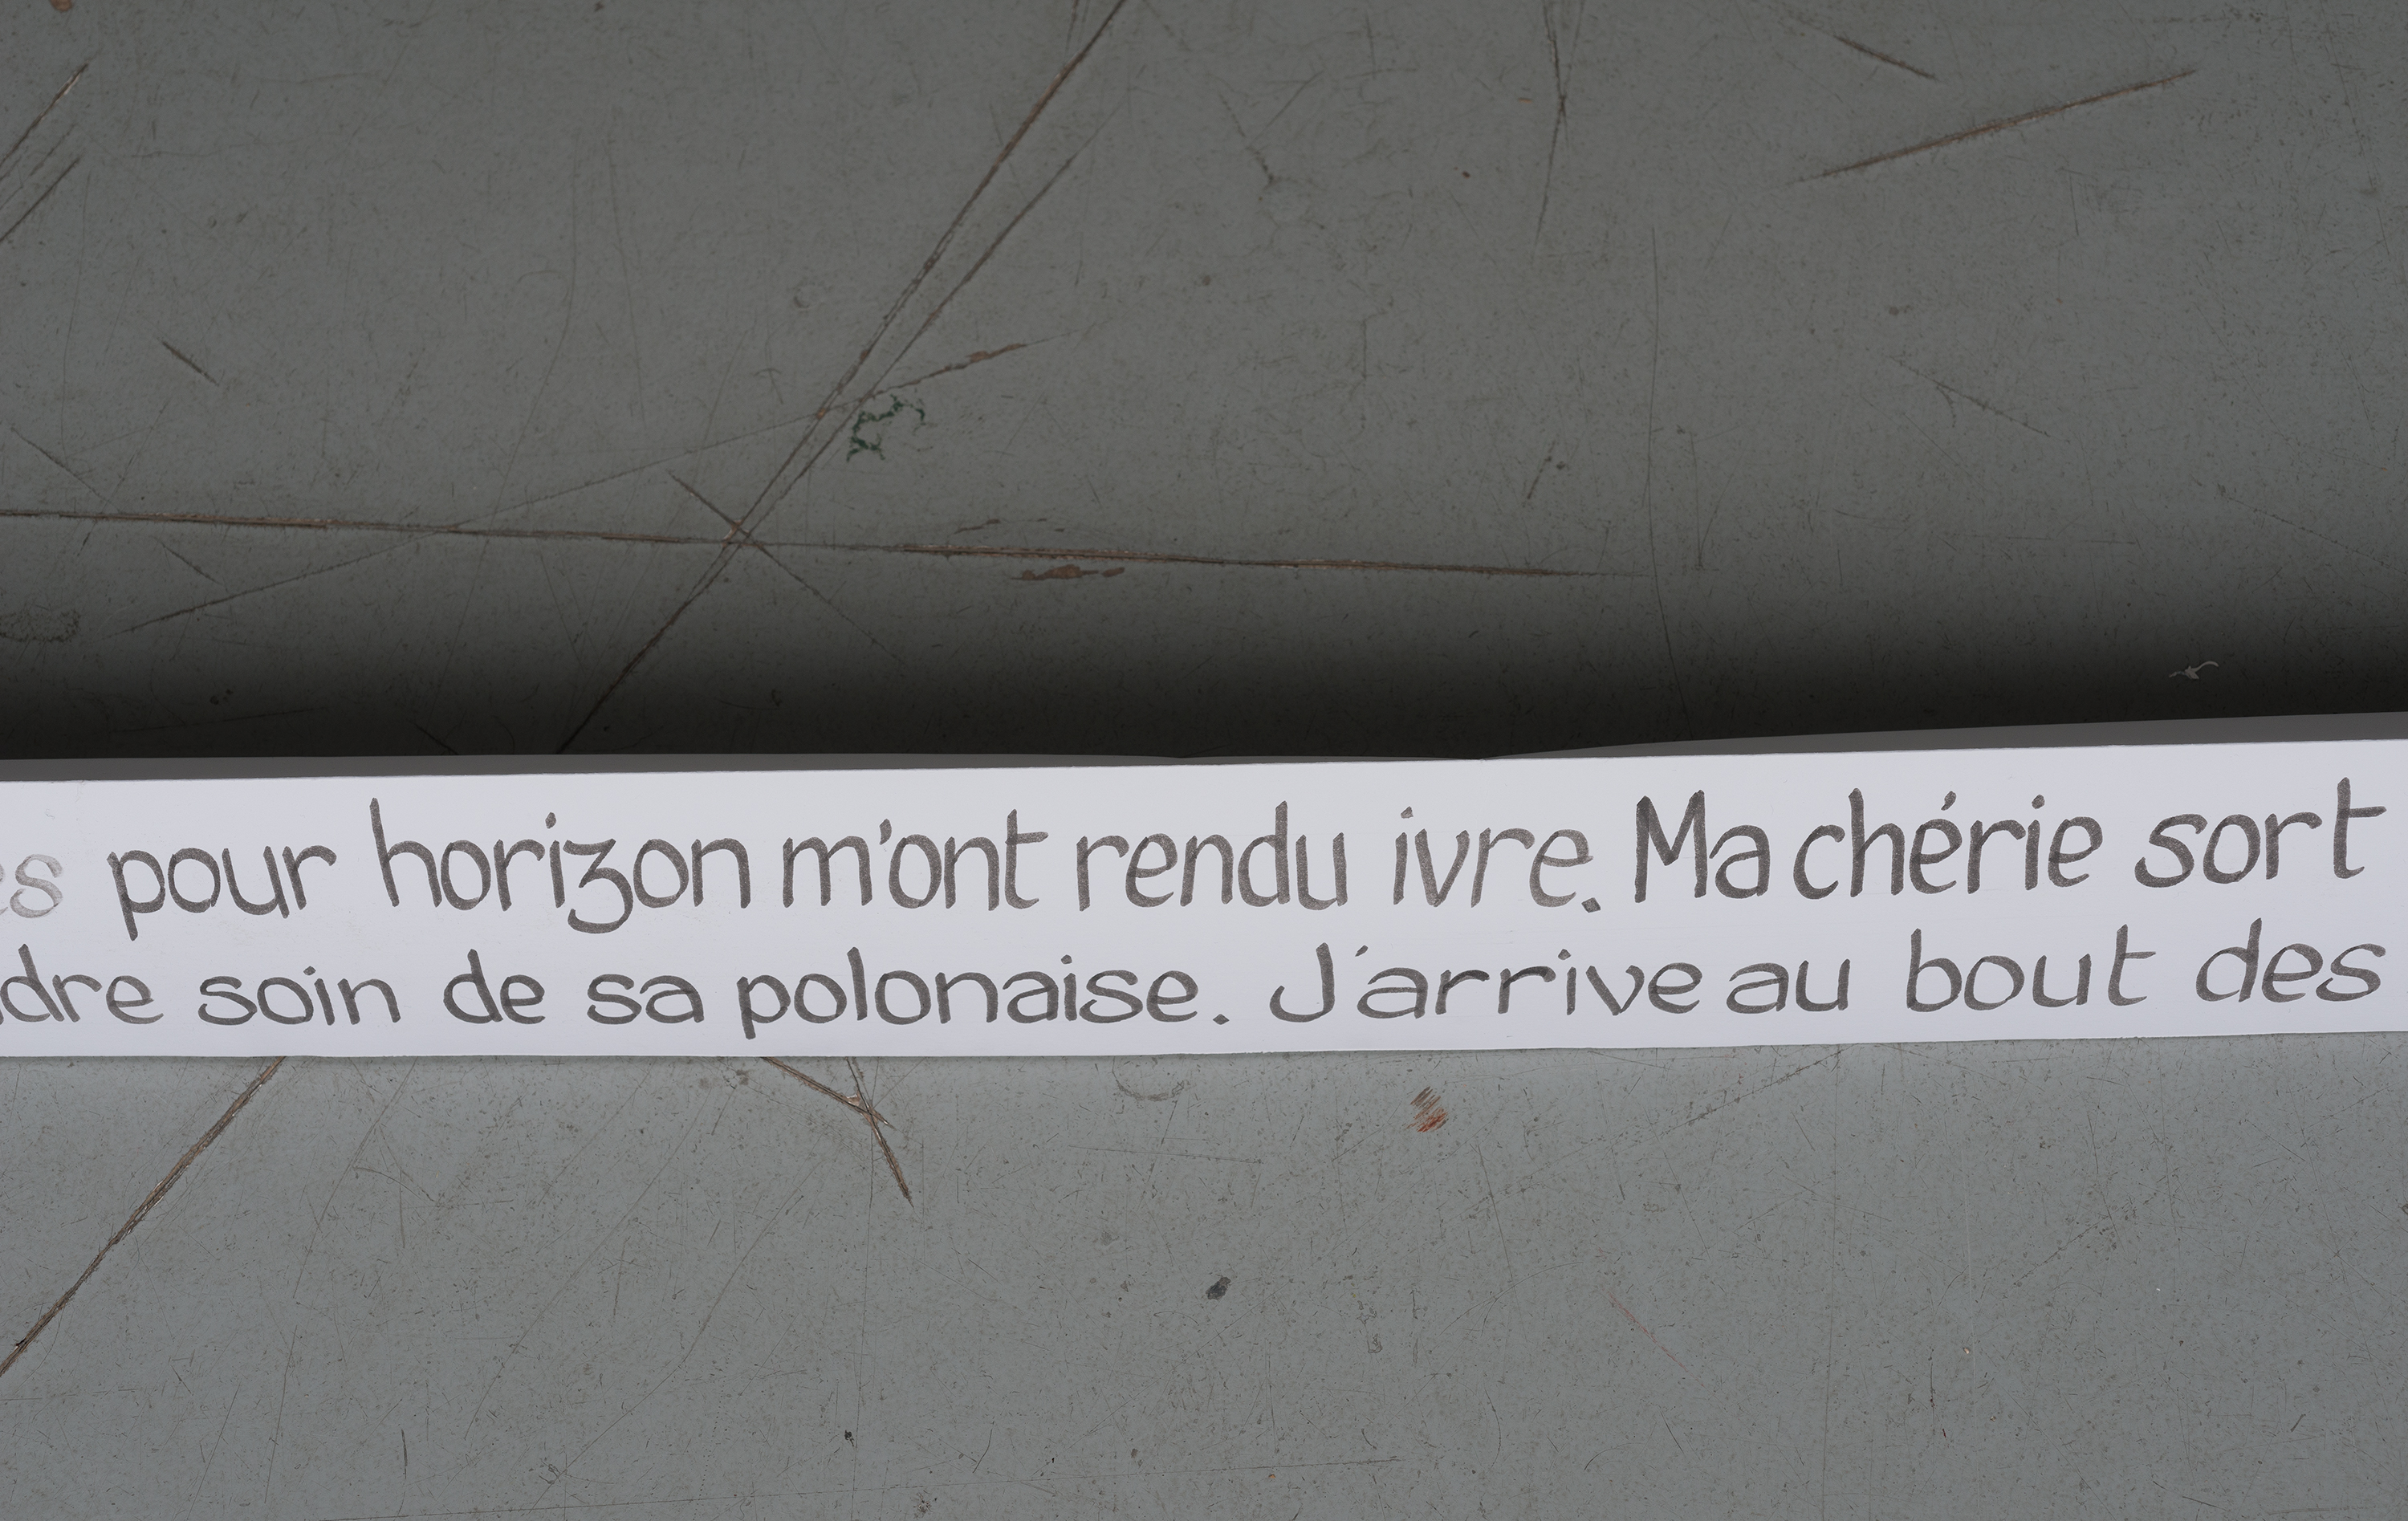 pour horizon m'ont rendu ivre. Ma chérie sort
soin de sa polonaise. J'arrive au bout des